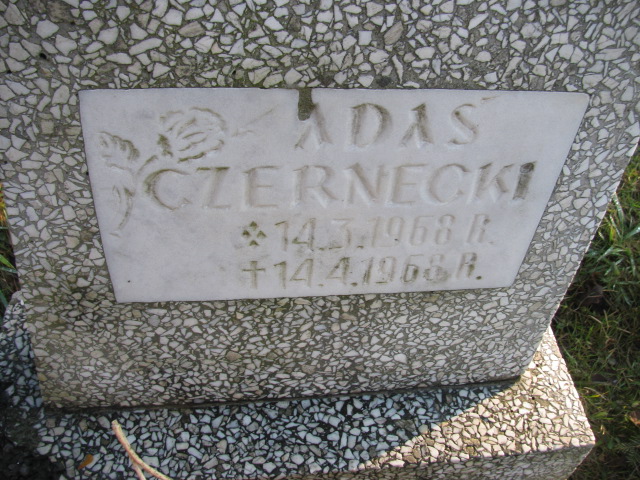 ADAŚ
CZERNECKI
14.3.1968 R.
✝ 14.4.1968 R.